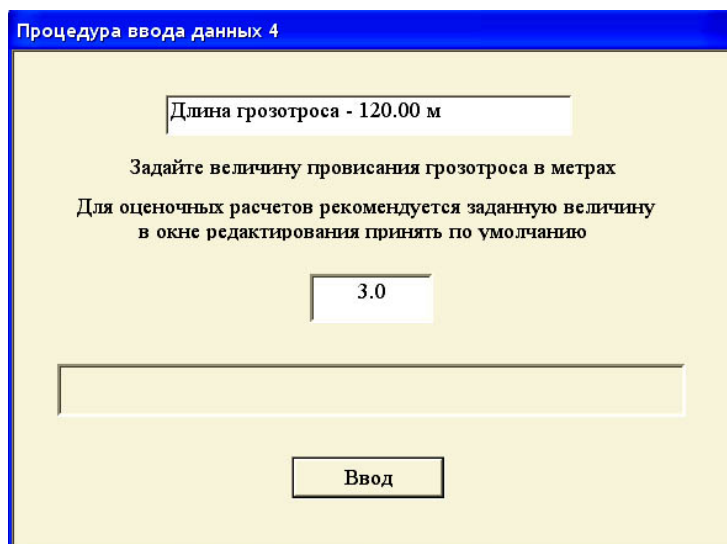 Процедура ввода данных 4
Длина грозотроса - 120.00 м
Задайте величину провисания грозотроса в метрах
Для оценочных расчетов рекомендуется заданную величину
в окне редактирования принять по умолчанию
3.0
Ввод